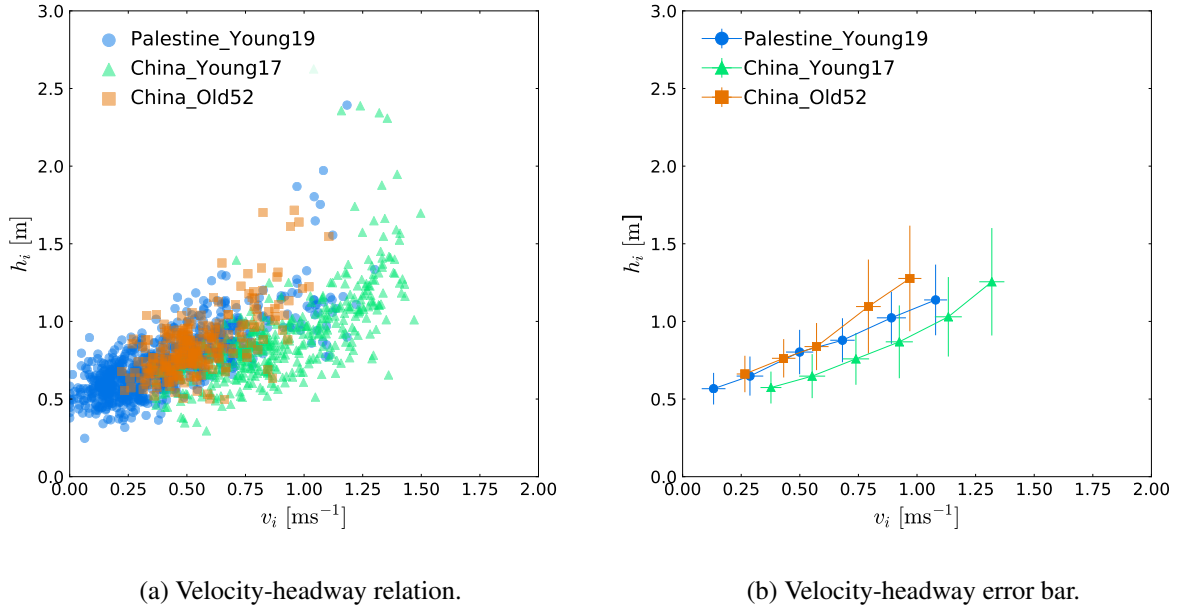 3.0
2.5
2.0
1.5
1.0
0.5
0.0
h_i [m]
Palestine_Young19
China_Young17
China_Old52
0.00 0.25 0.50 0.75 1.00 1.25 1.50 1.75 2.00
v_i [ms⁻¹]
(a) Velocity-headway relation.
3.0
2.5
2.0
1.5
1.0
0.5
0.0
h_i [m]
Palestine_Young19
China_Young17
China_Old52
0.00 0.25 0.50 0.75 1.00 1.25 1.50 1.75 2.00
v_i [ms⁻¹]
(b) Velocity-headway error bar.